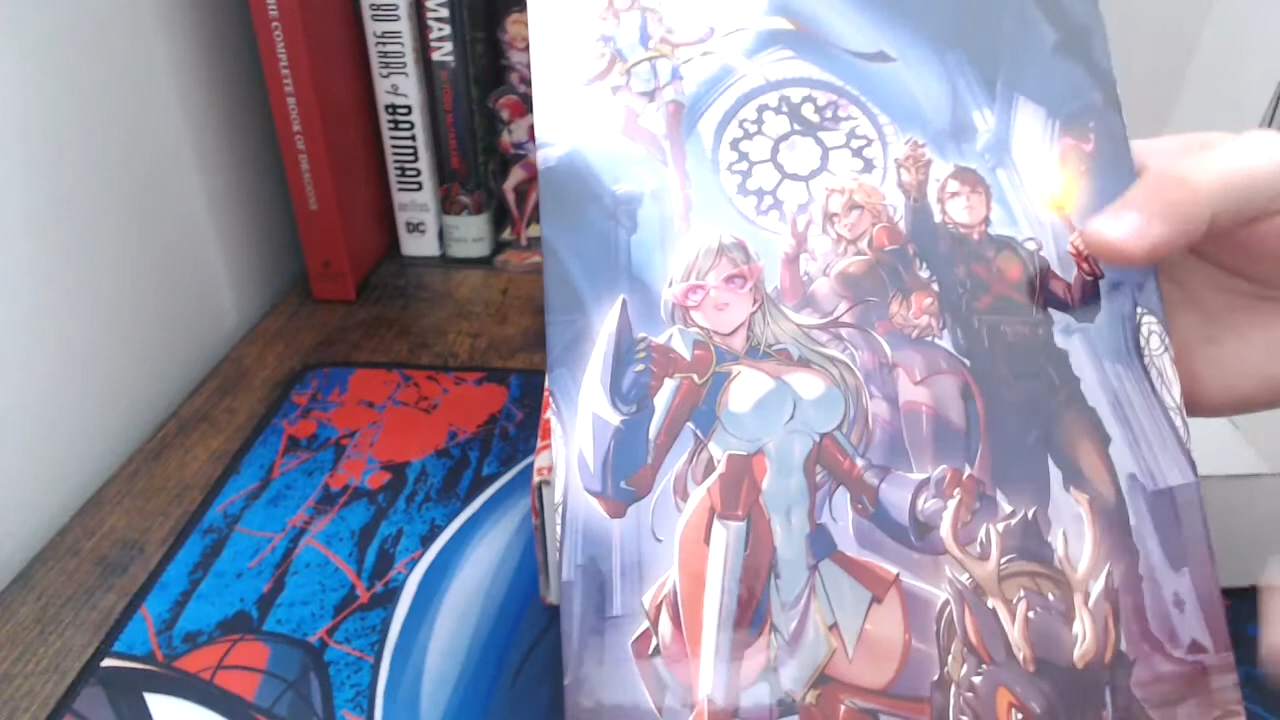 THE COMPLETE BOOK OF DRAGONS
80 YEARS of BATMAN
DC
MAN